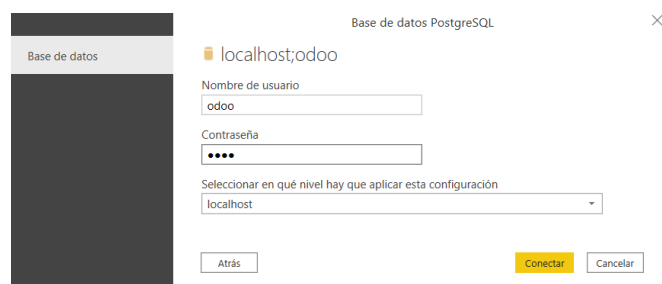 Base de datos PostgreSQL
Base de datos
localhost;odoo
Nombre de usuario
odoo
Contraseña
●●●●
Seleccionar en qué nivel hay que aplicar esta configuración
localhost
Atrás
Conectar
Cancelar